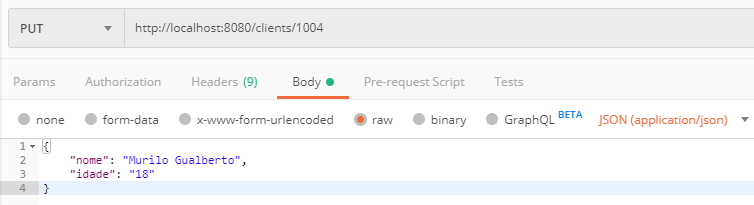 PUT http://localhost:8080/clients/1004
Params Authorization Headers (9) Body Pre-request Script Tests
none form-data x-www-form-urlencoded raw binary GraphQL BETA JSON (application/json)
1 {
2 "nome": "Murilo Gualberto",
3 "idade": "18"
4 }